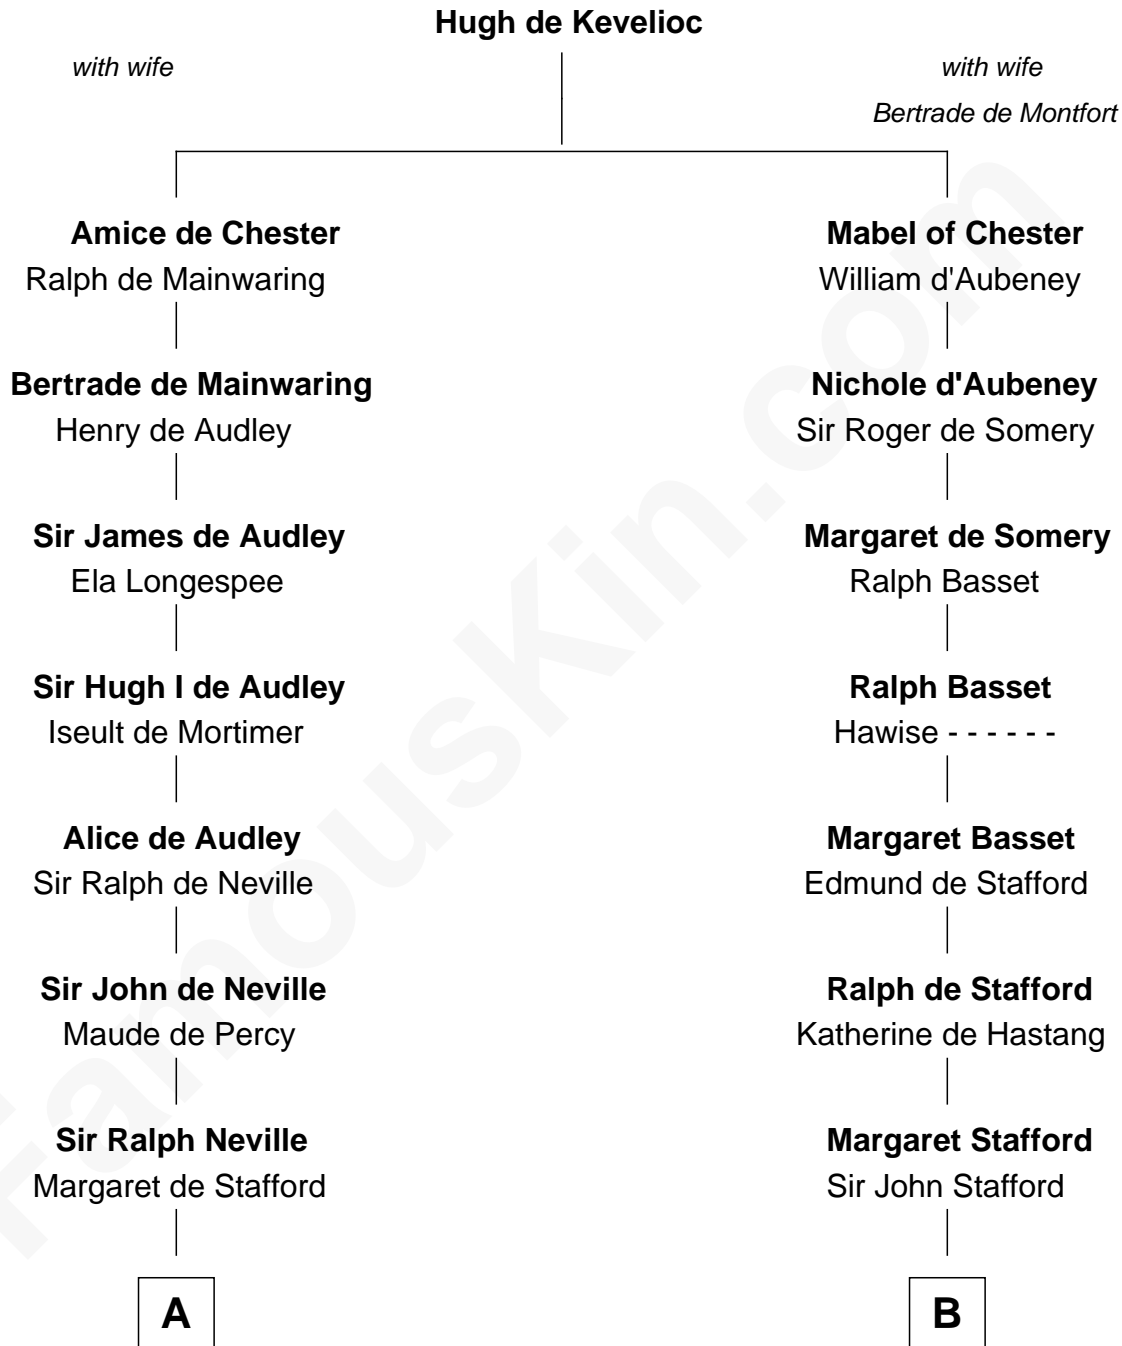 Hugh de Kevelioc
with wife
with wife
Bertrade de Montfort
Amice de Chester
Ralph de Mainwaring
Mabel of Chester
William d'Aubeney
Bertrade de Mainwaring
Henry de Audley
Nichole d'Aubeney
Sir Roger de Somery
Sir James de Audley
Ela Longespee
Margaret de Somery
Ralph Basset
Sir Hugh I de Audley
Iseult de Mortimer
Ralph Basset
Hawise - - - - - -
Alice de Audley
Sir Ralph de Neville
Margaret Basset
Edmund de Stafford
Sir John de Neville
Maude de Percy
Ralph de Stafford
Katherine de Hastang
Sir Ralph Neville
Margaret de Stafford
Margaret Stafford
Sir John Stafford
A
B
FamousKin.com